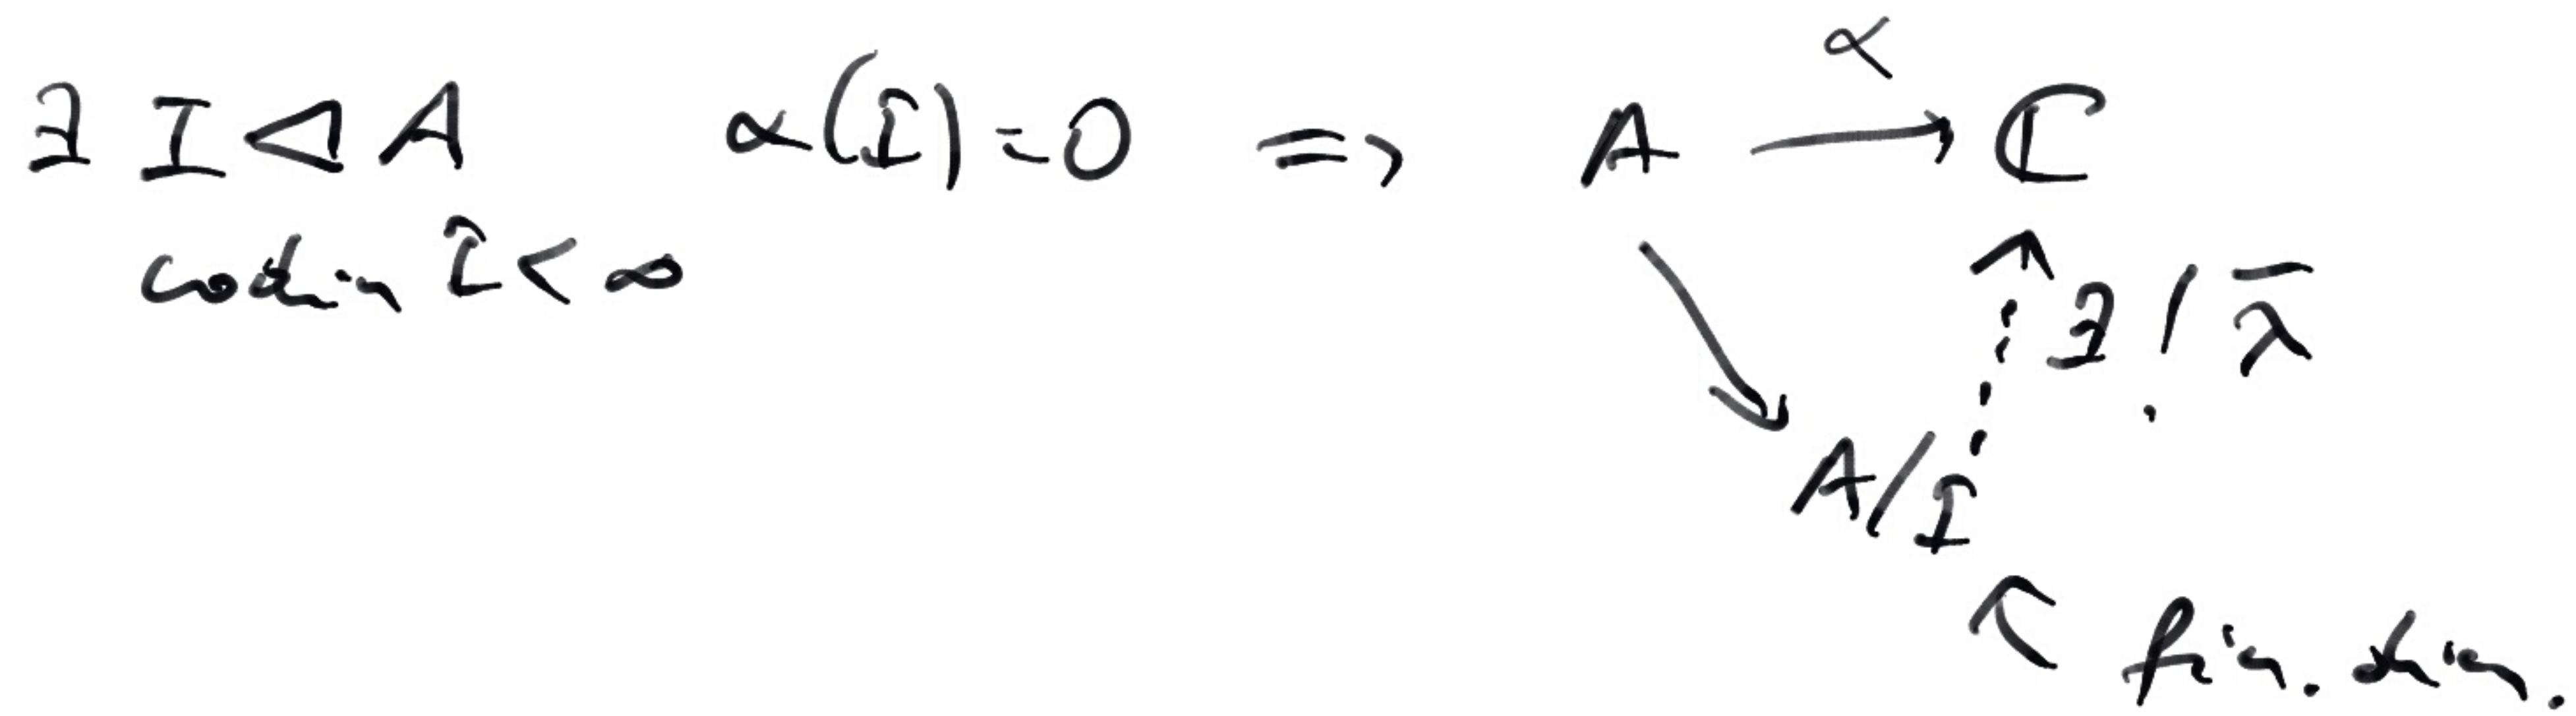 ∃ I ◁ A α(I)=0 ⇒ A → ℂ
α
codim I < ∞
∃! λ̅
A/I
fin. dim.